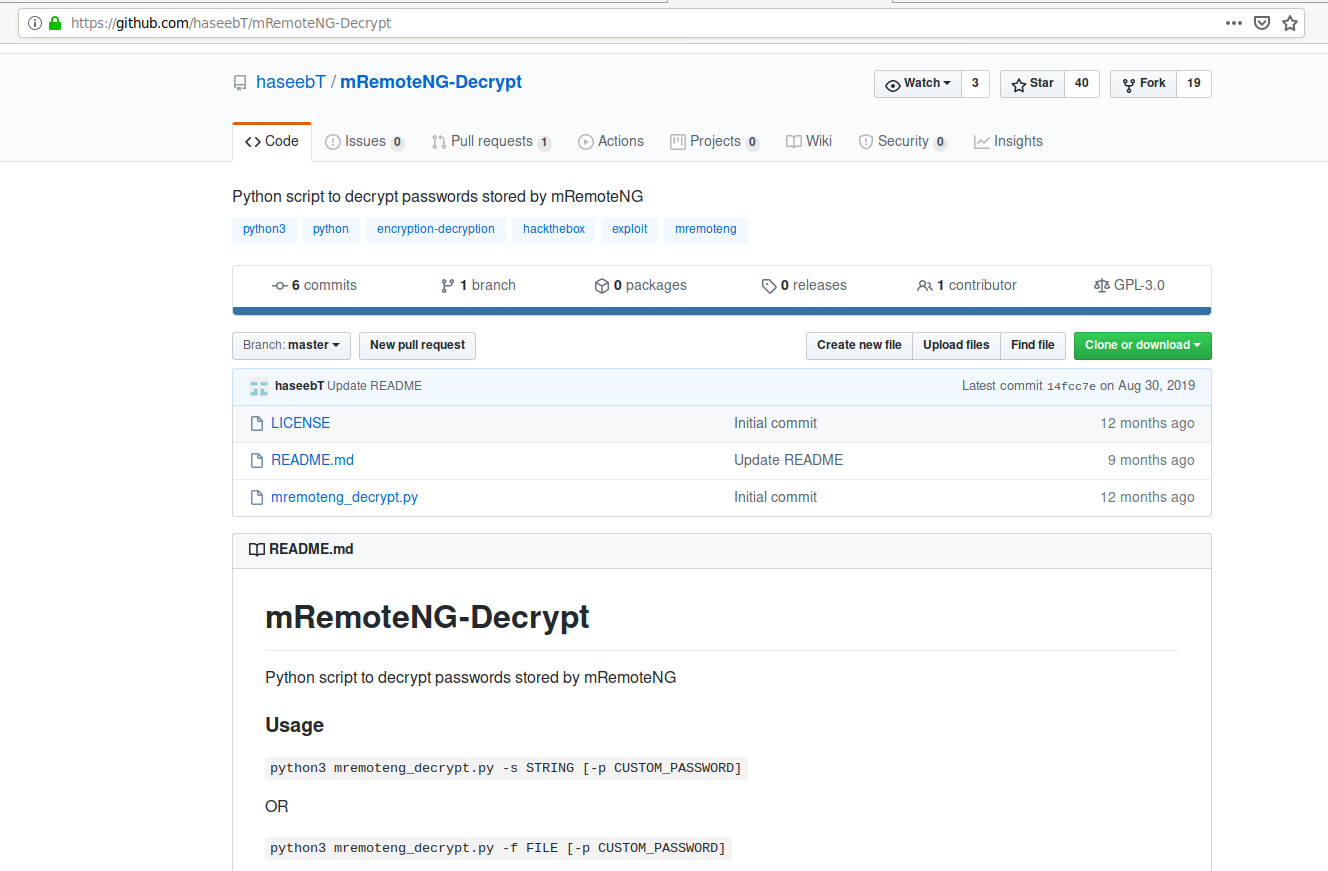 https://github.com/haseebT/mRemoteNG-Decrypt
haseebT / mRemoteNG-Decrypt
Watch 3 Star 40 Fork 19
Code Issues 0 Pull requests 1 Actions Projects 0 Wiki Security 0 Insights
Python script to decrypt passwords stored by mRemoteNG
python3 python encryption-decryption hackthebox exploit mremoteng
6 commits 1 branch 0 packages 0 releases 1 contributor GPL-3.0
Branch: master New pull request Create new file Upload files Find file Clone or download
haseebT Update README Latest commit 14fcc7e on Aug 30, 2019
LICENSE Initial commit 12 months ago
README.md Update README 9 months ago
mremoteng_decrypt.py Initial commit 12 months ago
README.md
mRemoteNG-Decrypt
Python script to decrypt passwords stored by mRemoteNG
Usage
python3 mremoteng_decrypt.py -s STRING [-p CUSTOM_PASSWORD]
OR
python3 mremoteng_decrypt.py -f FILE [-p CUSTOM_PASSWORD]